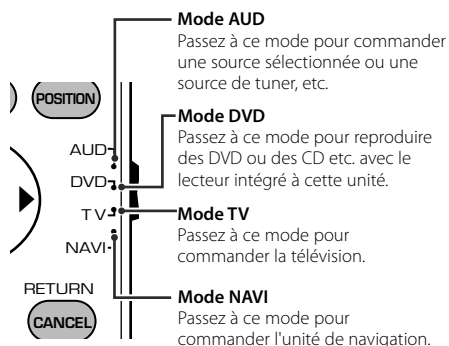 Mode AUD
Passez à ce mode pour commander
une source sélectionnée ou une
source de tuner, etc.
POSITION
Mode DVD
Passez à ce mode pour reproduire
des DVD ou des CD etc. avec le
lecteur intégré à cette unité.
AUD
DVD
TV
NAVI
Mode TV
Passez à ce mode pour
commander la télévision.
RETURN
CANCEL
Mode NAVI
Passez à ce mode pour
commander l'unité de navigation.